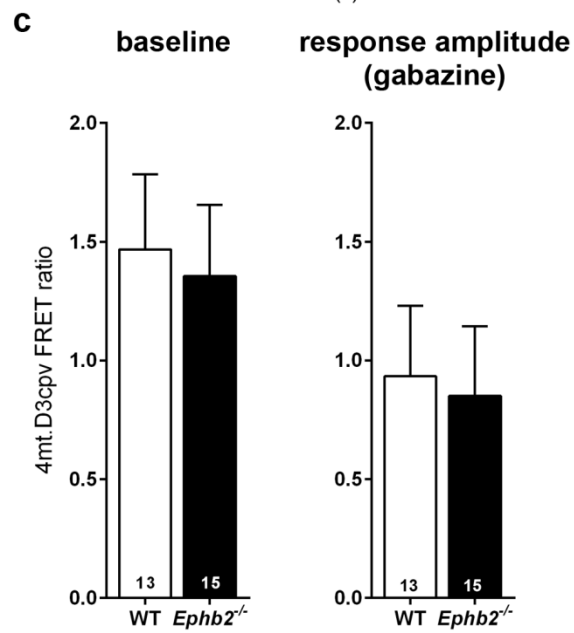 c
baseline
response amplitude
(gabazine)
4mt.D3cpv FRET ratio
2.0
1.5
1.0
0.5
0.0
13
15
WT Ephb2-/-
2.0
1.5
1.0
0.5
0.0
13
15
WT Ephb2-/-